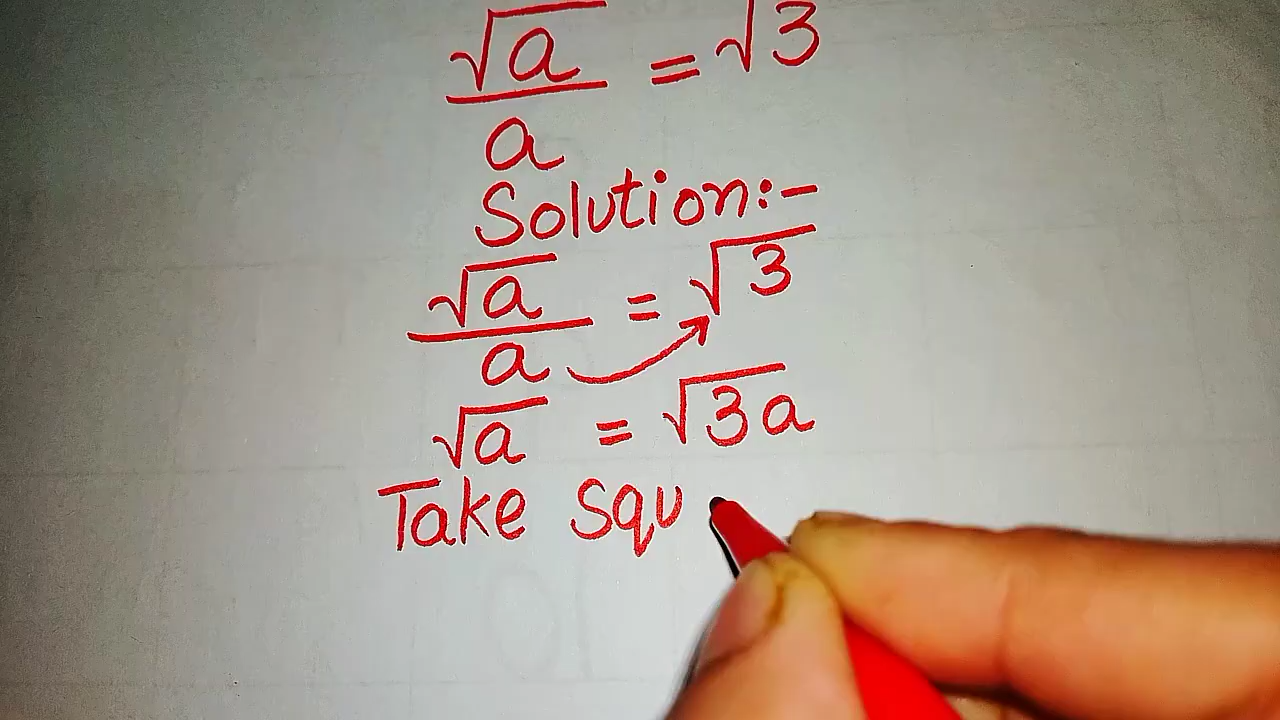 √a/a = √3
Solution:-
√a/a = √3
√a = √3 a
Take squ